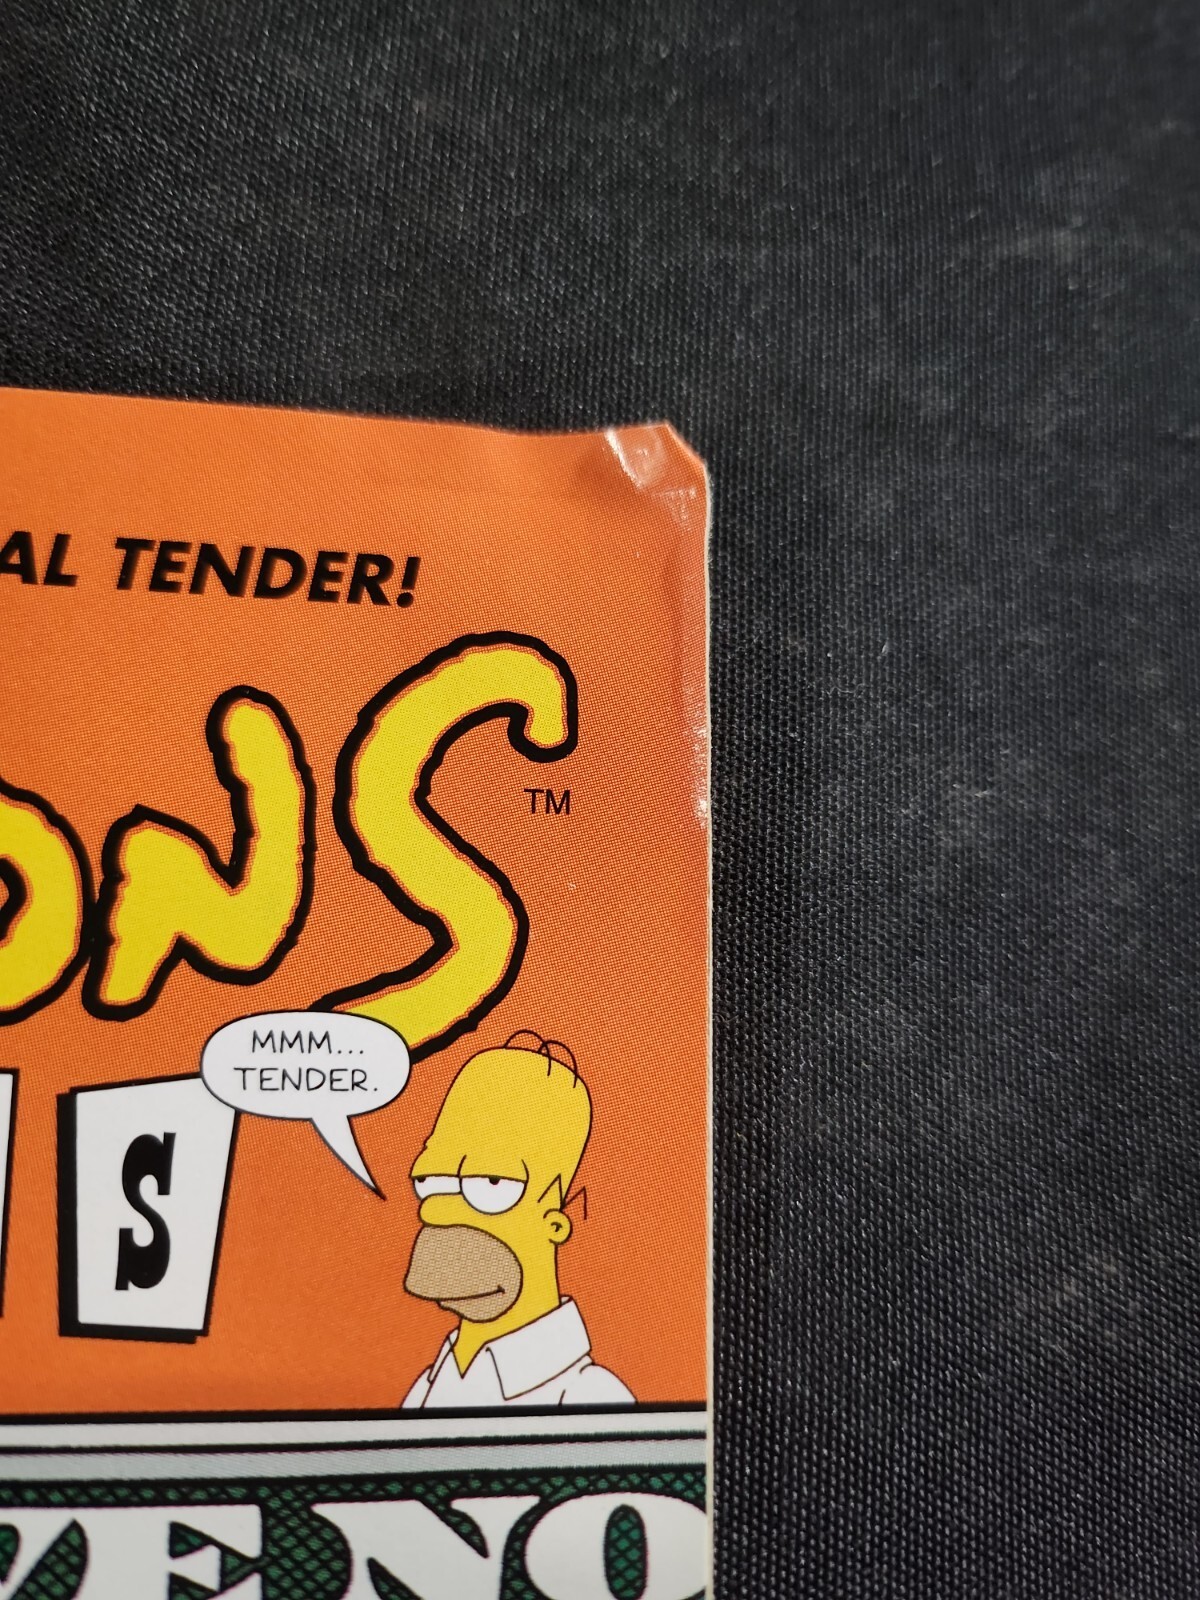 AL TENDER!
ONS
TM
MMM...
TENDER.
S
ENO